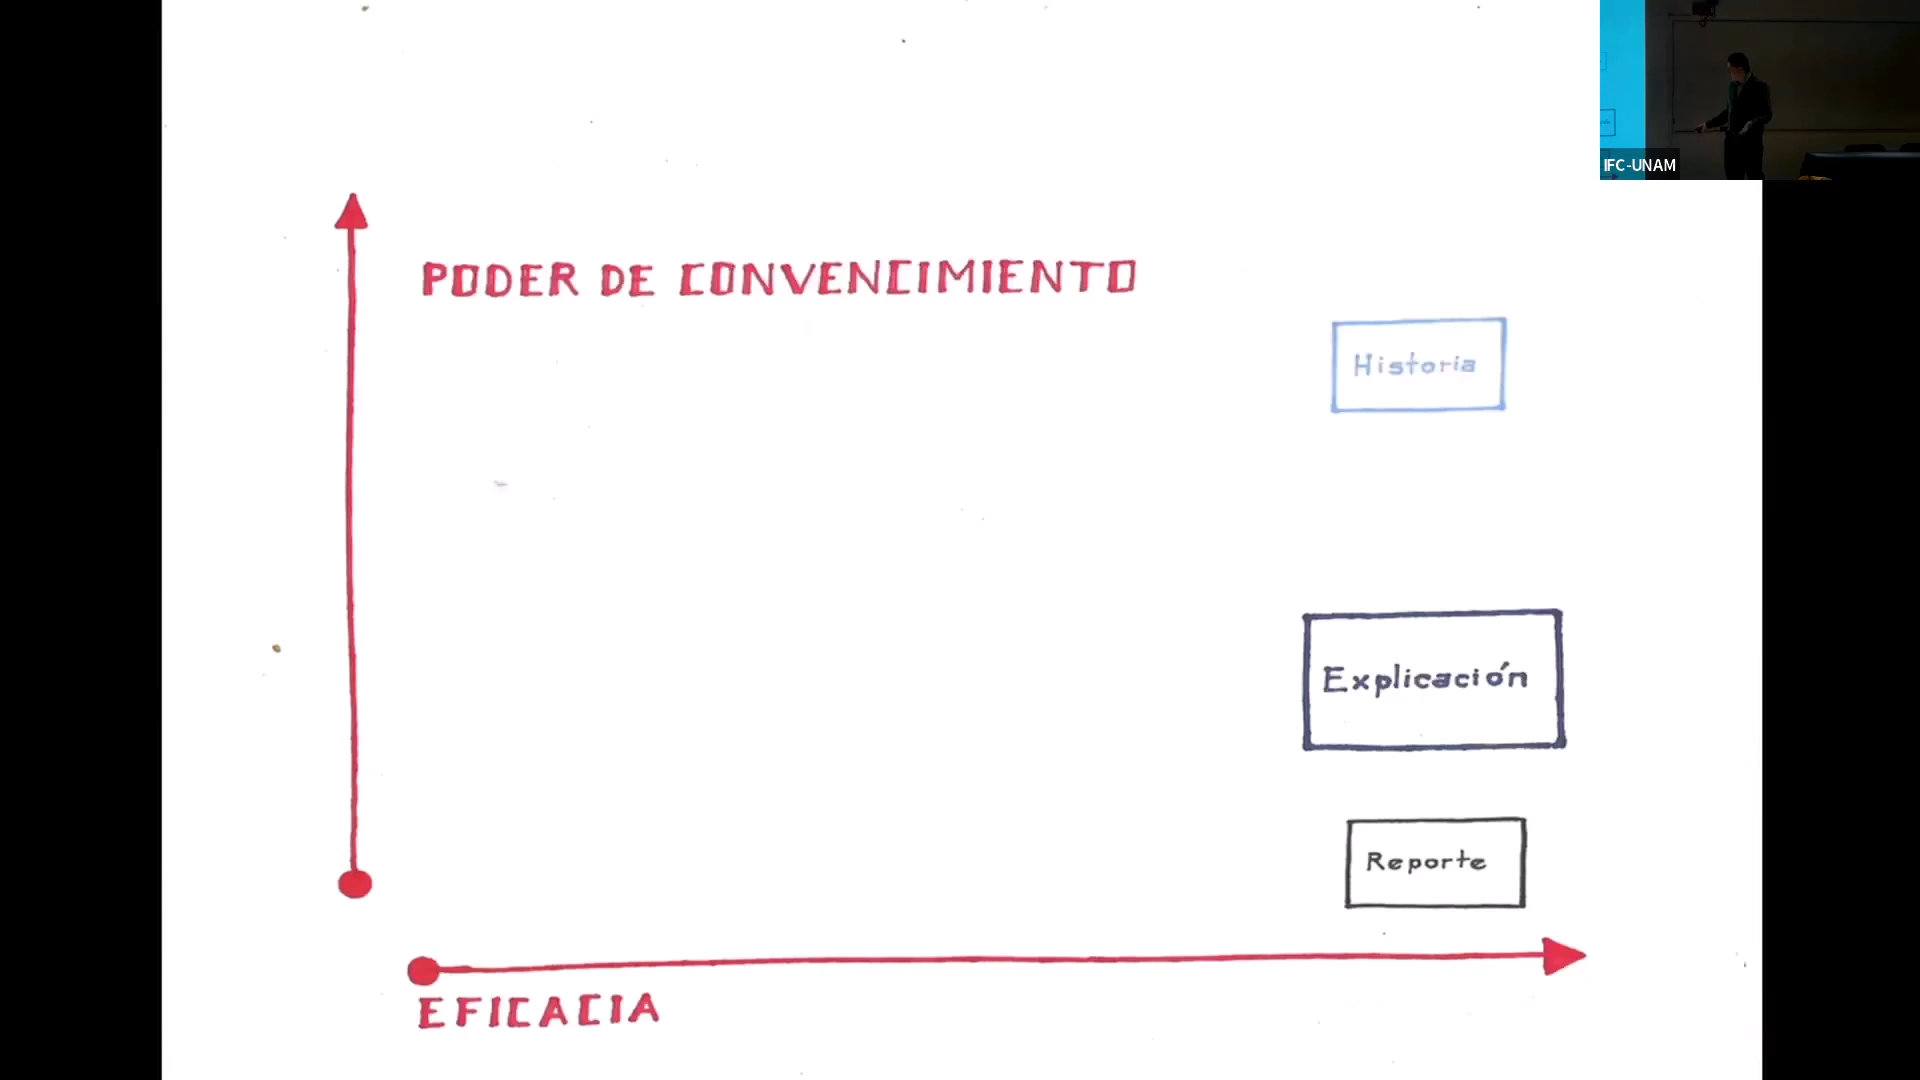 IFC-UNAM
PODER DE CONVENCIMIENTO
Historia
Explicación
Reporte
EFICACIA